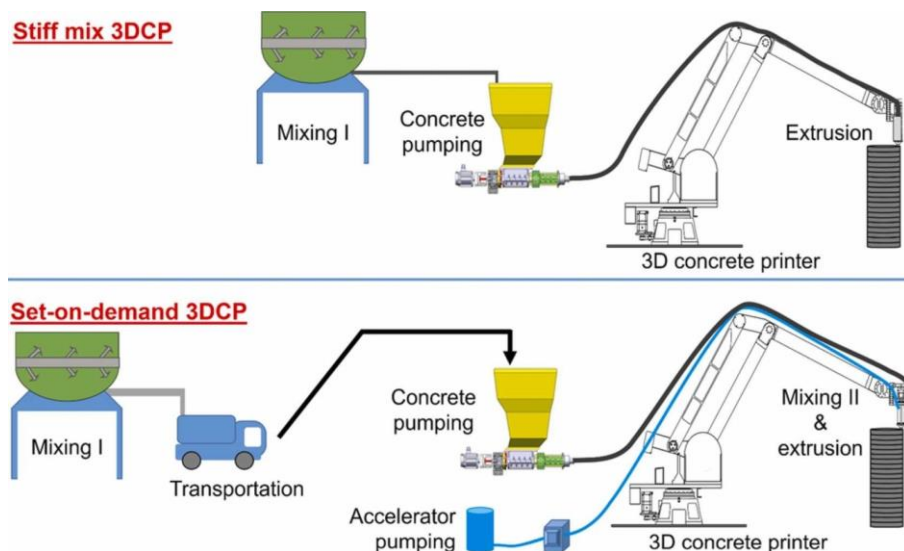 Stiff mix 3DCP
Mixing I
Concrete
pumping
Extrusion
3D concrete printer
Set-on-demand 3DCP
Mixing I
Transportation
Concrete
pumping
Mixing II
&
extrusion
Accelerator
pumping
3D concrete printer